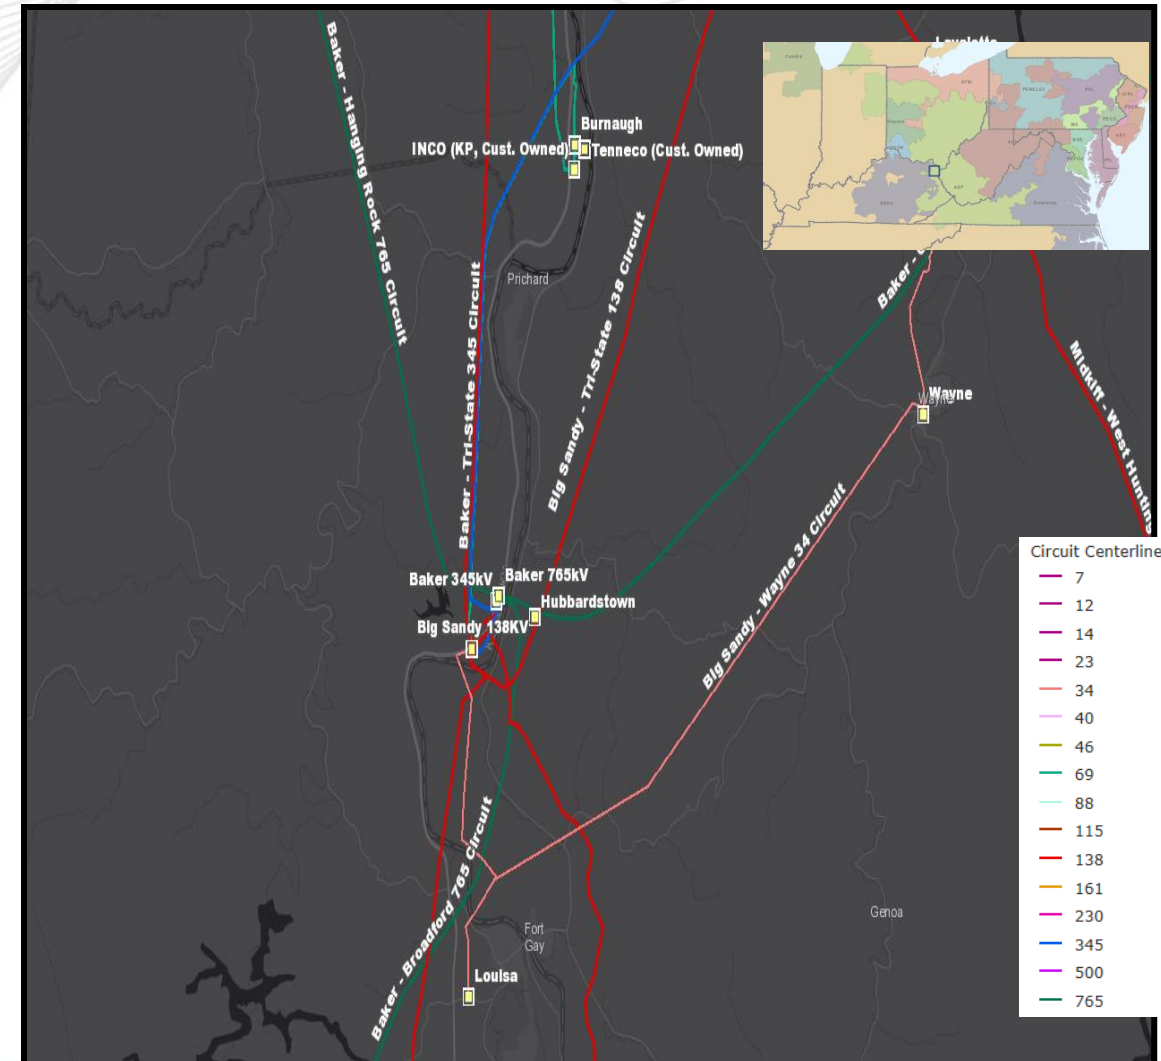 Baker - Hanging Rock 765 Circuit
Burnaugh
INCO (KP, Cust. Owned)
Tenneco (Cust. Owned)
Prichard
Baker - Tri-State 345 Circuit
Big Sandy - Tri-State 138 Circuit
Baker -
Wayne
Wayne
Midkiff - West Hunting
Baker 345kV
Baker 765kV
Hubbardstown
Big Sandy 138KV
Big Sandy - Wayne 34 Circuit
Baker - Broadford 765 Circuit
Genoa
Fort
Gay
Louisa
Circuit Centerline
7
12
14
23
34
40
46
69
88
115
138
161
230
345
500
765